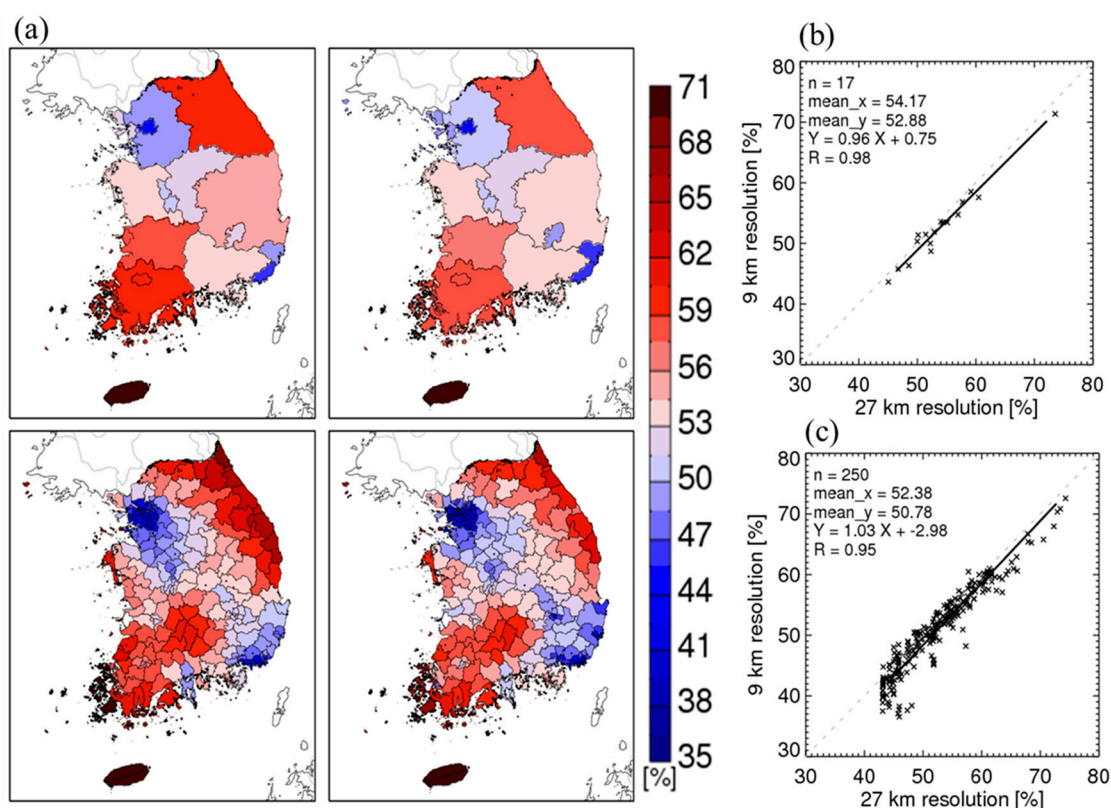 (a)
71
68
65
62
59
56
53
50
47
44
41
38
35
[%]
(b)
80
70
60
50
40
30
9 km resolution [%]
n = 17
mean_x = 54.17
mean_y = 52.88
Y = 0.96 X + 0.75
R = 0.98
30 40 50 60 70 80
27 km resolution [%]
(c)
80
70
60
50
40
30
9 km resolution [%]
n = 250
mean_x = 52.38
mean_y = 50.78
Y = 1.03 X + -2.98
R = 0.95
30 40 50 60 70 80
27 km resolution [%]